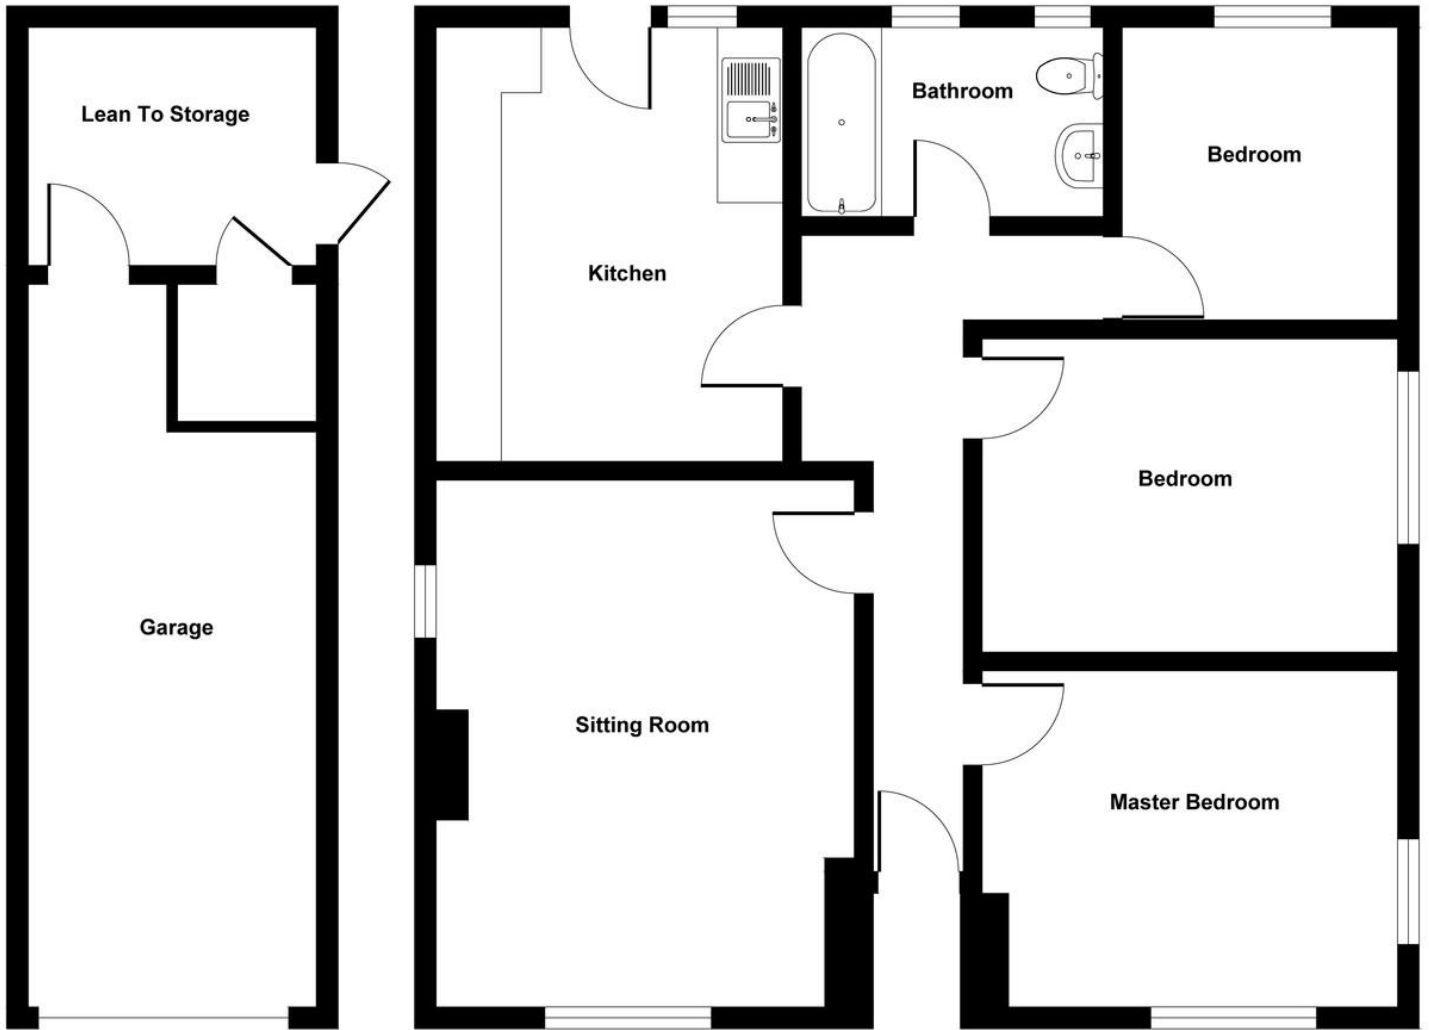 Lean To Storage
Bathroom
Bedroom
Kitchen
Bedroom
Garage
Sitting Room
Master Bedroom